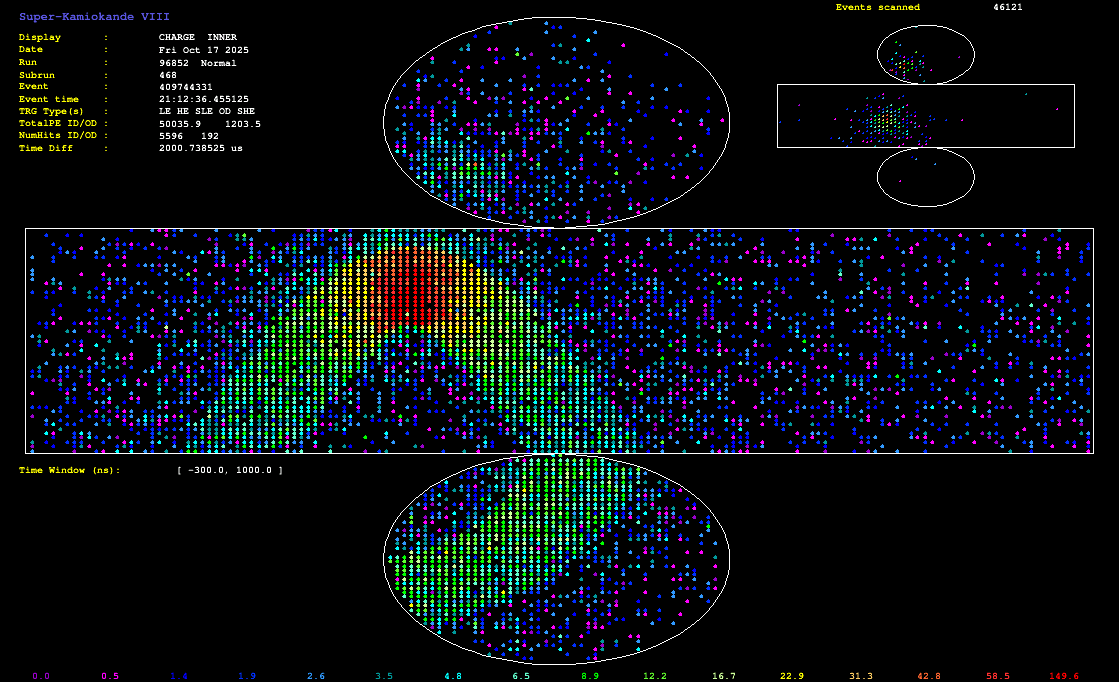 Super-Kamiokande VIII
Events scanned 46121
Display : CHARGE INNER
Date : Fri Oct 17 2025
Run : 96852 Normal
Subrun : 468
Event : 409744331
Event time : 21:12:36.455125
TRG Type(s) : LE HE SLE OD SHE
TotalPE ID/OD : 50035.9 1203.5
NumHits ID/OD : 5596 192
Time Diff : 2000.738525 us
Time Window (ns): [ -300.0, 1000.0 ]
0.0 0.5 1.4 1.9 2.6 3.5 4.8 6.5 8.9 12.2 16.7 22.9 31.3 42.8 58.5 149.6